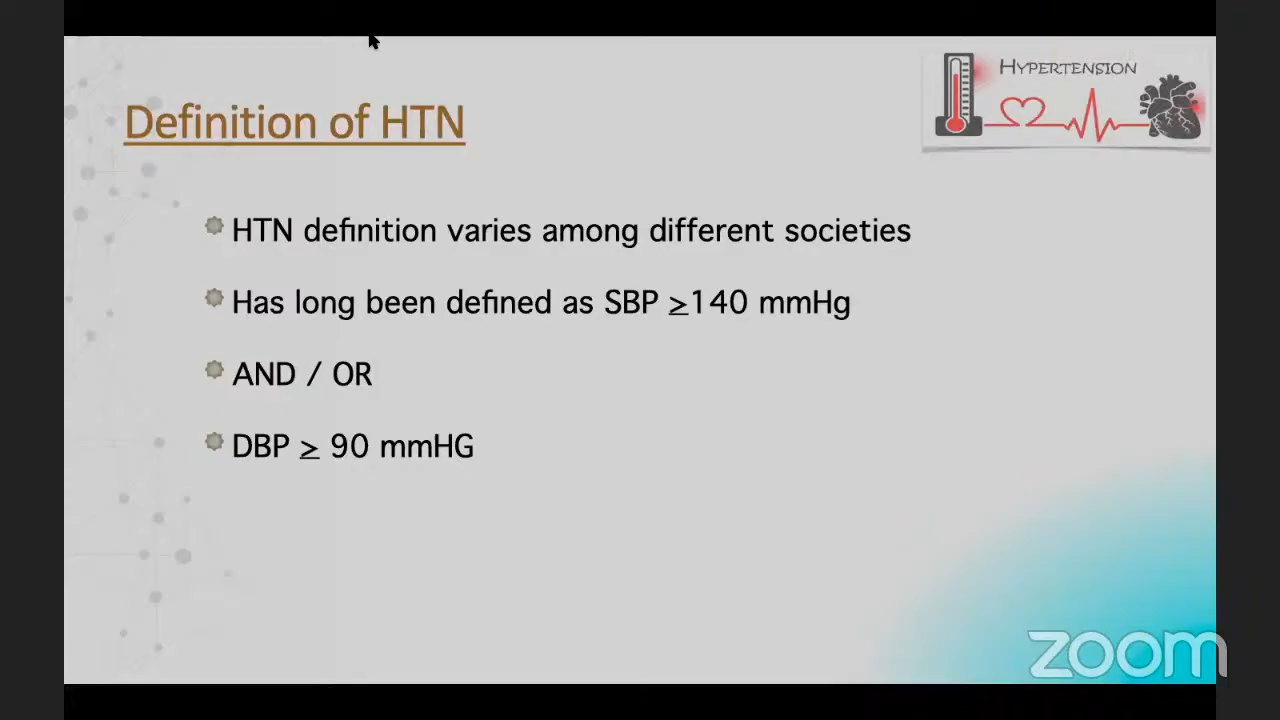 HYPERTENSION
Definition of HTN
HTN definition varies among different societies
Has long been defined as SBP ≥140 mmHg
AND / OR
DBP ≥ 90 mmHG
zoom